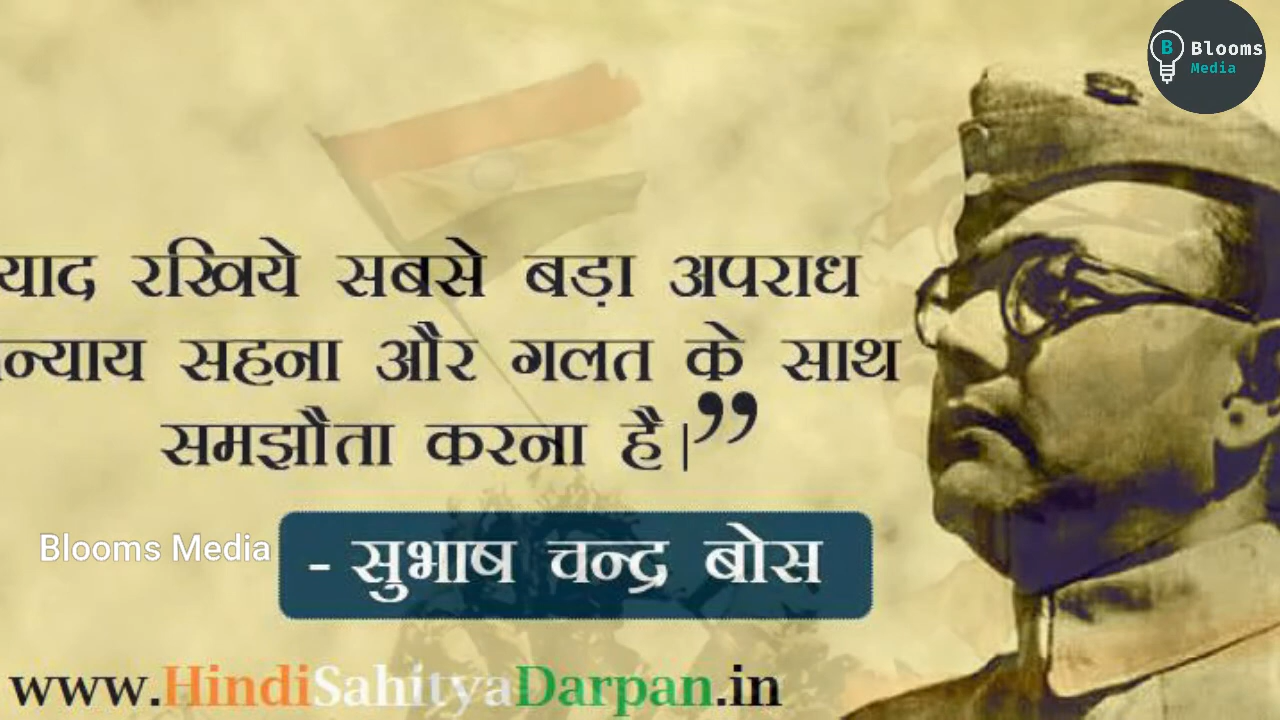 B Blooms
Media
याद रखिये सबसे बड़ा अपराध
न्याय सहना और गलत के साथ
समझौता करना है।”
Blooms Media
- सुभाष चन्द्र बोस
www.HindiSahityaDarpan.in